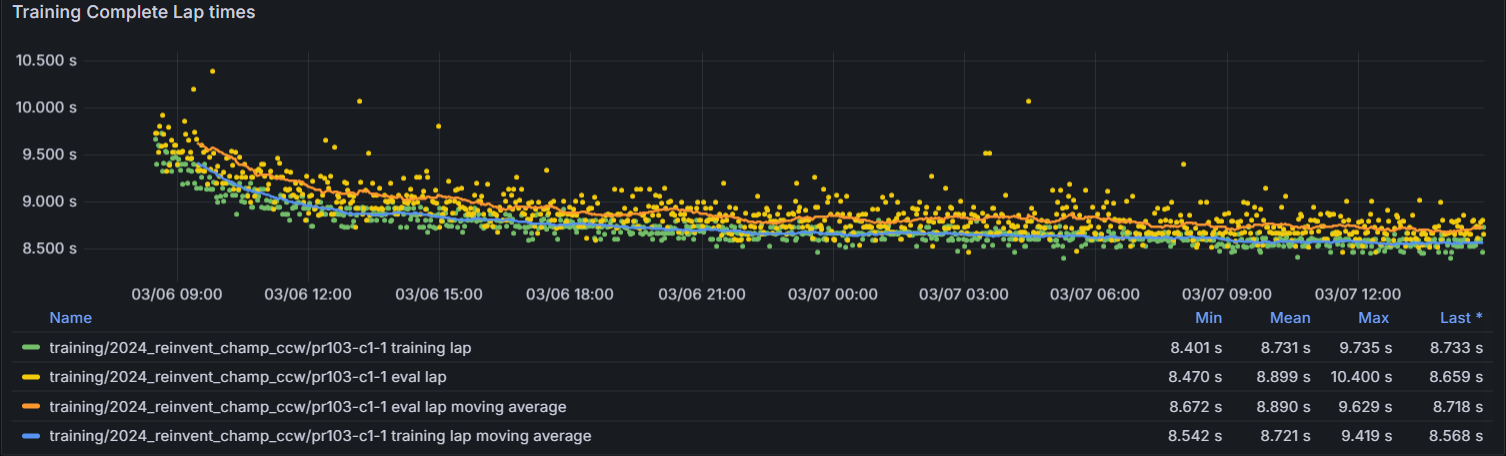 Training Complete Lap times
10.500 s
10.000 s
9.500 s
9.000 s
8.500 s
03/06 09:00 03/06 12:00 03/06 15:00 03/06 18:00 03/06 21:00 03/07 00:00 03/07 03:00 03/07 06:00 03/07 09:00 03/07 12:00
Name Min Mean Max Last *
training/2024_reinvent_champ_ccw/pr103-c1-1 training lap 8.401 s 8.731 s 9.735 s 8.733 s
training/2024_reinvent_champ_ccw/pr103-c1-1 eval lap 8.470 s 8.899 s 10.400 s 8.659 s
training/2024_reinvent_champ_ccw/pr103-c1-1 eval lap moving average 8.672 s 8.890 s 9.629 s 8.718 s
training/2024_reinvent_champ_ccw/pr103-c1-1 training lap moving average 8.542 s 8.721 s 9.419 s 8.568 s